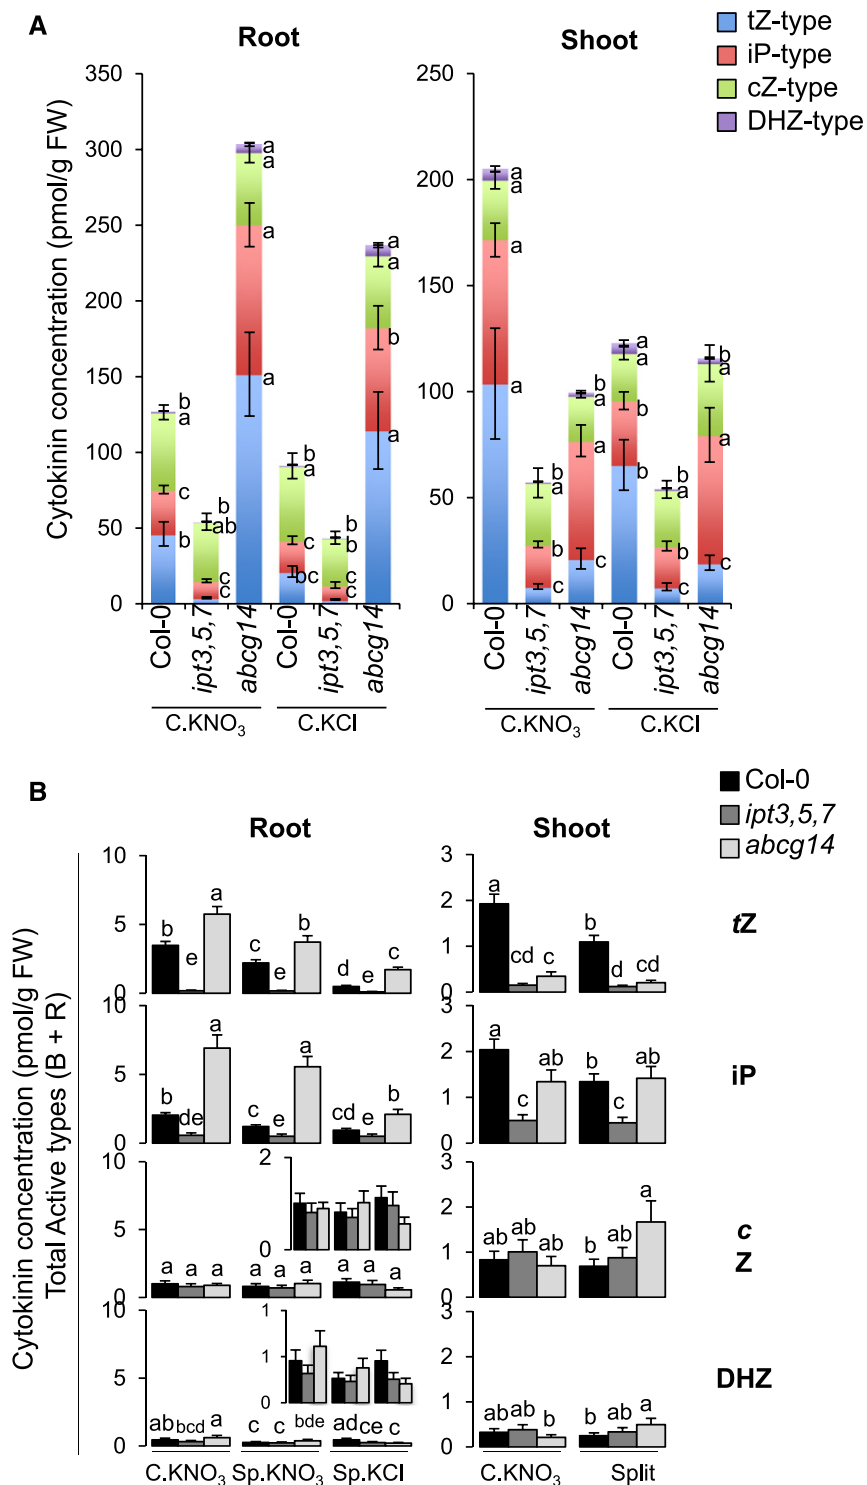 A
Root
Shoot
tZ-type
iP-type
cZ-type
DHZ-type
Cytokinin concentration (pmol/g FW)
350
300
250
200
150
100
50
0
250
200
150
100
50
0
b
a
c
b
b
ab
c
c
a
a
a
a
b
a
c
bc
b
b
c
c
a
a
b
a
a
a
a
a
b
a
b
c
b
a
a
c
a
a
b
b
b
a
b
c
b
a
a
c
Col-0
ipt3,5,7
abcg14
Col-0
ipt3,5,7
abcg14
C.KNO3
C.KCl
Col-0
ipt3,5,7
abcg14
Col-0
ipt3,5,7
abcg14
C.KNO3
C.KCl
B
Root
Shoot
Col-0
ipt3,5,7
abcg14
Cytokinin concentration (pmol/g FW)
Total Active types (B + R)
10
5
0
b e a c e b d e c
3
2
1
0
a cd c b d cd
tZ
10
5
0
b de a c e a cd e b
3
2
1
0
a c ab b c ab
iP
10
5
0
2
0
a a a a a a a a a
3
2
1
0
ab ab ab b ab a
c
Z
10
5
0
1
1
0
ab bcd a c c bde ad ce c
3
2
1
0
ab ab b b ab a
DHZ
C.KNO3 Sp.KNO3 Sp.KCl
C.KNO3 Split